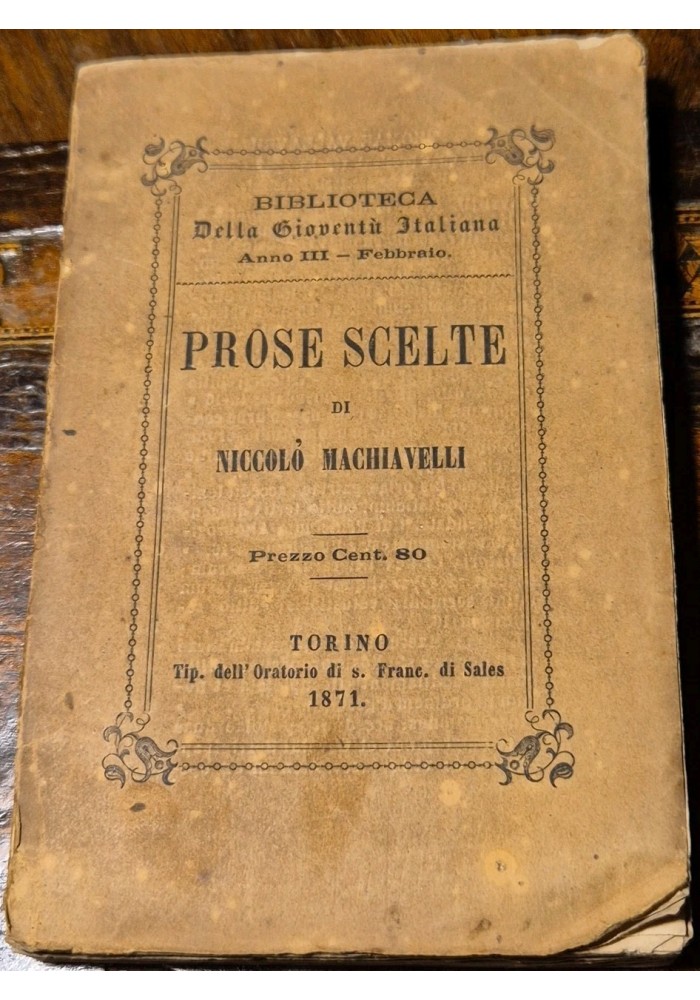 BIBLIOTECA
Della Gioventù Italiana
Anno III — Febbraio.
PROSE SCELTE
DI
NICCOLÒ MACHIAVELLI
Prezzo Cent. 80
TORINO
Tip. dell' Oratorio di s. Franc. di Sales
1871.